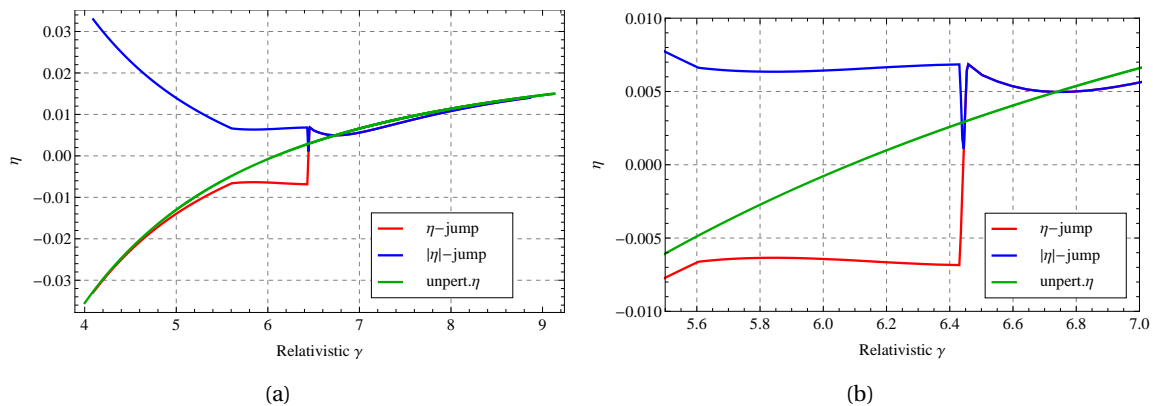 0.03
0.02
0.01
0.00
−0.01
−0.02
−0.03
η
4 5 6 7 8 9
Relativistic γ
η−jump
|η|−jump
unpert.η
(a)
0.010
0.005
0.000
−0.005
−0.010
η
5.6 5.8 6.0 6.2 6.4 6.6 6.8 7.0
Relativistic γ
η−jump
|η|−jump
unpert.η
(b)